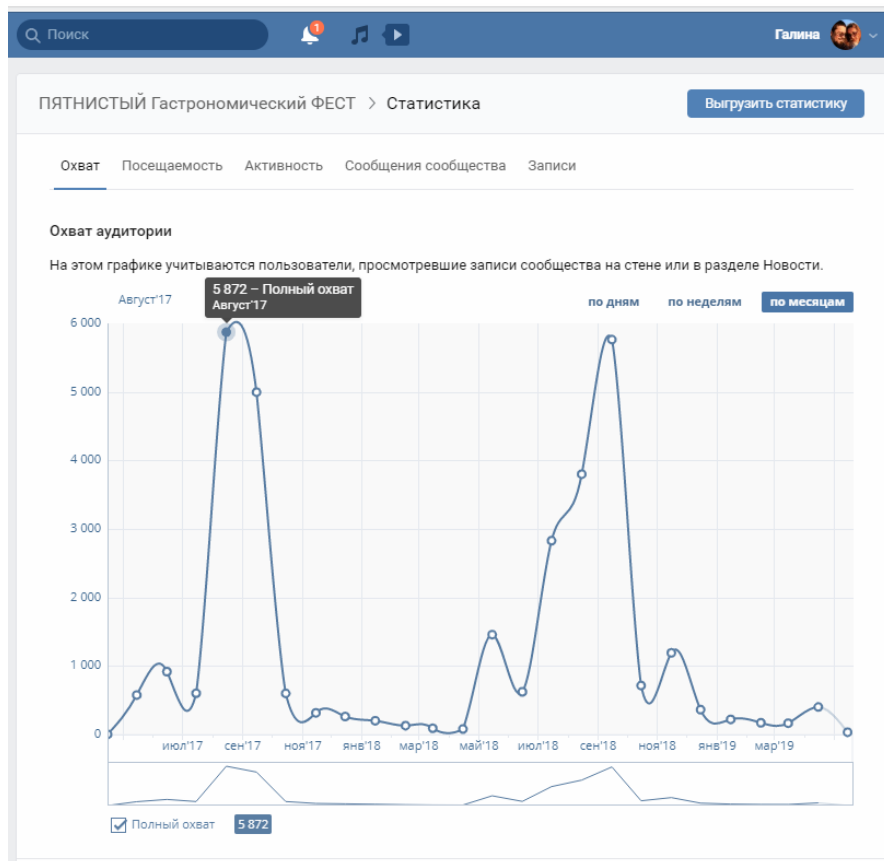 Поиск
1
Галина
ПЯТНИСТЫЙ Гастрономический ФЕСТ > Статистика
Выгрузить статистику
Охват Посещаемость Активность Сообщения сообщества Записи
Охват аудитории
На этом графике учитываются пользователи, просмотревшие записи сообщества на стене или в разделе Новости.
Август'17
5 872 – Полный охват
Август'17
по дням по неделям по месяцам
6 000
5 000
4 000
3 000
2 000
1 000
0
июл'17 сен'17 ноя'17 янв'18 мар'18 май'18 июл'18 сен'18 ноя'18 янв'19 мар'19
Полный охват 5 872